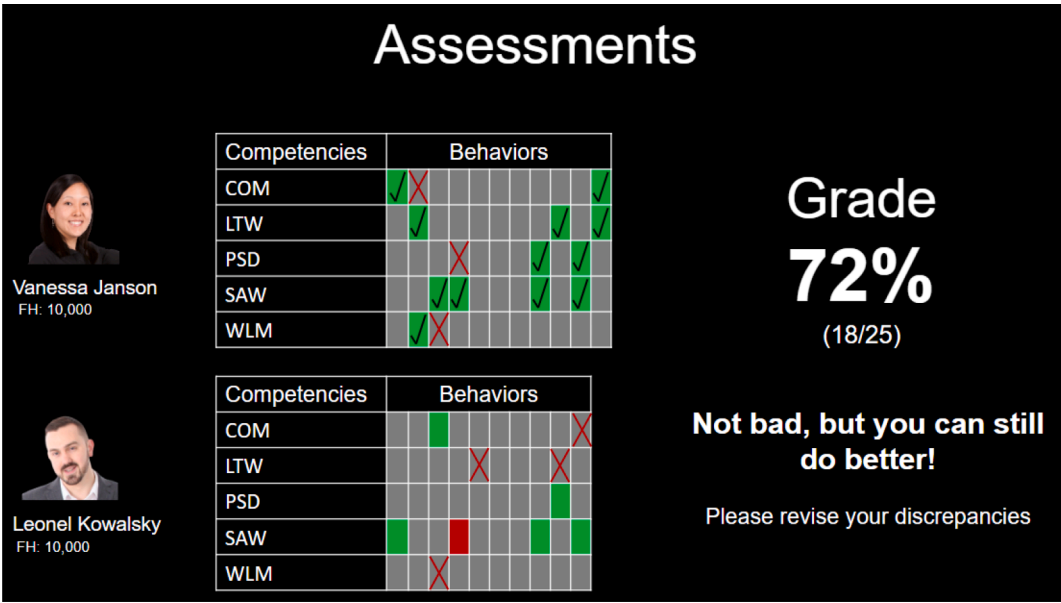 Assessments
Competencies Behaviors
COM
LTW
PSD
SAW
WLM
Vanessa Janson
FH: 10,000
Competencies Behaviors
COM
LTW
PSD
SAW
WLM
Leonel Kowalsky
FH: 10,000
Grade
72%
(18/25)
Not bad, but you can still
do better!
Please revise your discrepancies